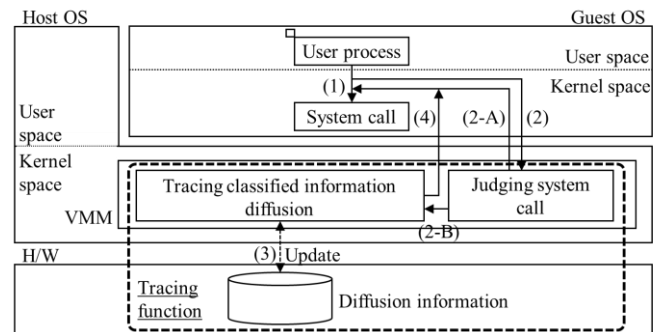 Host OS
Guest OS
User process
User space
Kernel space
(1)
System call
(4)
(2-A)
(2)
User
space
Kernel
space
Tracing classified information
diffusion
Judging system
call
VMM
(2-B)
H/W
(3)
Update
Tracing
function
Diffusion information